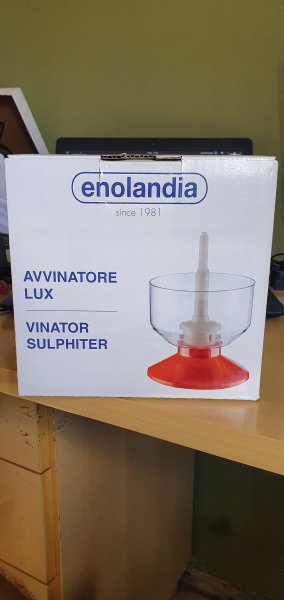 enolandia
since 1981
AVVINATORE
LUX
VINATOR
SULPHITER